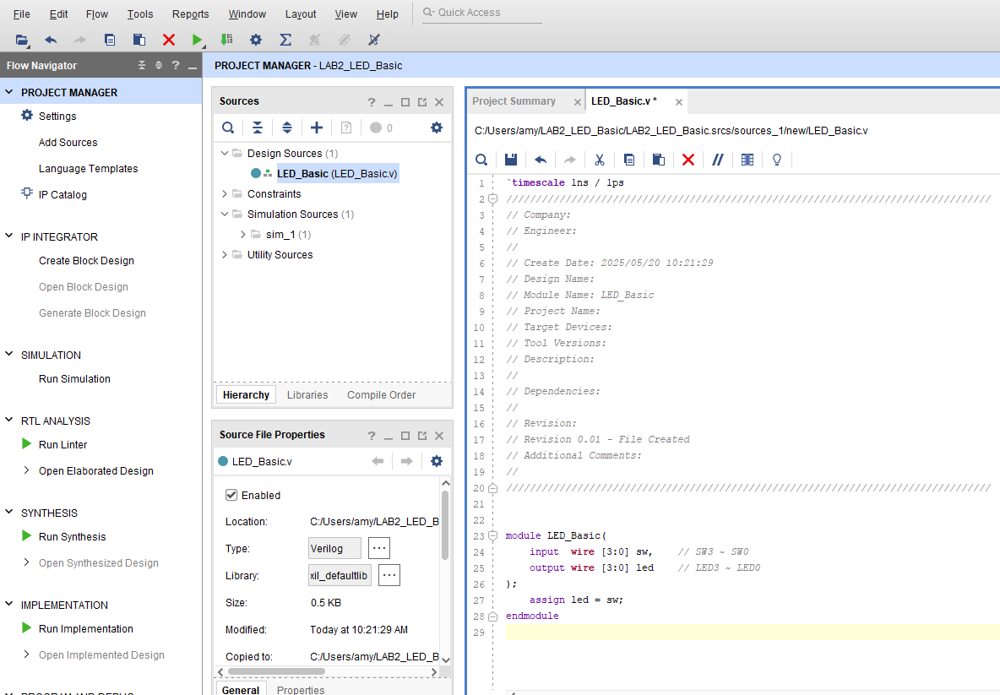 File Edit Flow Tools Reports Window Layout View Help Quick Access
Flow Navigator
PROJECT MANAGER
Settings
Add Sources
Language Templates
IP Catalog
IP INTEGRATOR
Create Block Design
Open Block Design
Generate Block Design
SIMULATION
Run Simulation
RTL ANALYSIS
Run Linter
Open Elaborated Design
SYNTHESIS
Run Synthesis
Open Synthesized Design
IMPLEMENTATION
Run Implementation
Open Implemented Design
PROJECT MANAGER - LAB2_LED_Basic
Sources
0
Design Sources (1)
LED_Basic (LED_Basic.v)
Constraints
Simulation Sources (1)
sim_1 (1)
Utility Sources
Hierarchy Libraries Compile Order
Source File Properties
LED_Basic.v
Enabled
Location: C:/Users/amy/LAB2_LED_B
Type: Verilog ...
Library: xil_defaultlib ...
Size: 0.5 KB
Modified: Today at 10:21:29 AM
Copied to: C:/Users/amy/LAB2_LED_B
General Properties
Project Summary LED_Basic.v *
C:/Users/amy/LAB2_LED_Basic/LAB2_LED_Basic.srcs/sources_1/new/LED_Basic.v
1 `timescale 1ns / 1ps
2 //////////////////////////////////////////////////////////////////////////////////
3 // Company:
4 // Engineer:
5 //
6 // Create Date: 2025/05/20 10:21:29
7 // Design Name:
8 // Module Name: LED_Basic
9 // Project Name:
10 // Target Devices:
11 // Tool Versions:
12 // Description:
13 //
14 // Dependencies:
15 //
16 // Revision:
17 // Revision 0.01 - File Created
18 // Additional Comments:
19 //
20 //////////////////////////////////////////////////////////////////////////////////
21
22
23 module LED_Basic(
24 input wire [3:0] sw, // SW3 ~ SW0
25 output wire [3:0] led // LED3 ~ LED0
26 );
27 assign led = sw;
28 endmodule
29